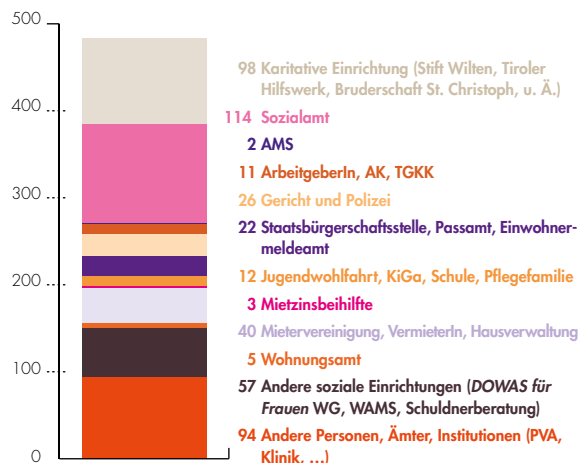 500
400
300
200
100
0
98 Karitative Einrichtung (Stift Wilten, Tiroler
Hilfswerk, Bruderschaft St. Christoph, u. Ä.)
114 Sozialamt
2 AMS
11 ArbeitgeberIn, AK, TGKK
26 Gericht und Polizei
22 Staatsbürgerschaftsstelle, Passamt, Einwohner-
meldeamt
12 Jugendwohlfahrt, KiGa, Schule, Pflegefamilie
3 Mietzinsbeihilfte
40 Mietervereinigung, VermieterIn, Hausverwaltung
5 Wohnungsamt
57 Andere soziale Einrichtungen (DOWAS für
Frauen WG, WAMS, Schuldnerberatung)
94 Andere Personen, Ämter, Institutionen (PVA,
Klinik, ...)